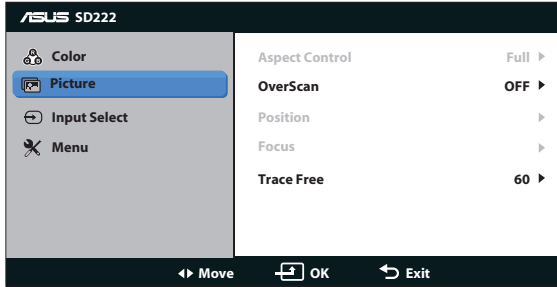 ASUS SD222
Color
Picture
Input Select
Menu
Aspect Control Full
OverScan OFF
Position
Focus
Trace Free 60
Move OK Exit